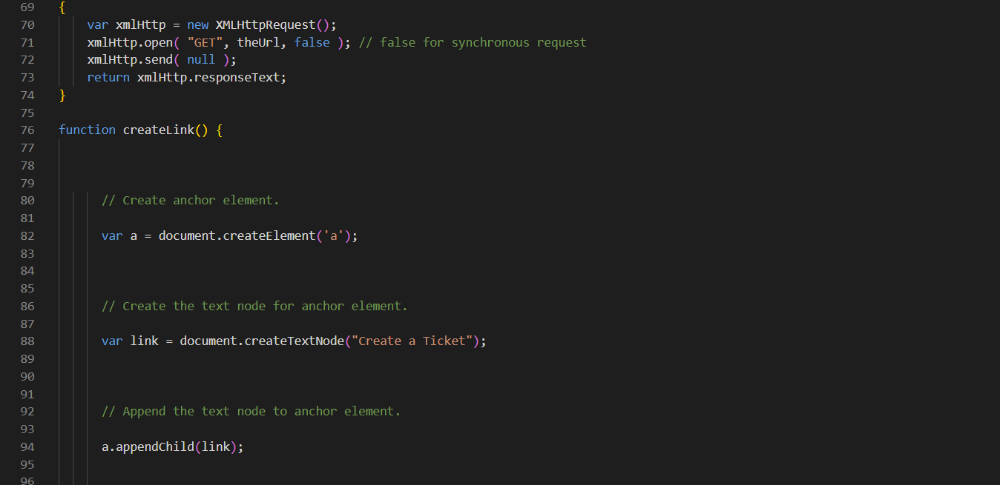 69 {
70 var xmlHttp = new XMLHttpRequest();
71 xmlHttp.open( "GET", theUrl, false ); // false for synchronous request
72 xmlHttp.send( null );
73 return xmlHttp.responseText;
74 }
75
76 function createLink() {
77
78
79
80 // Create anchor element.
81
82 var a = document.createElement('a');
83
84
85
86 // Create the text node for anchor element.
87
88 var link = document.createTextNode("Create a Ticket");
89
90
91
92 // Append the text node to anchor element.
93
94 a.appendChild(link);
95
96